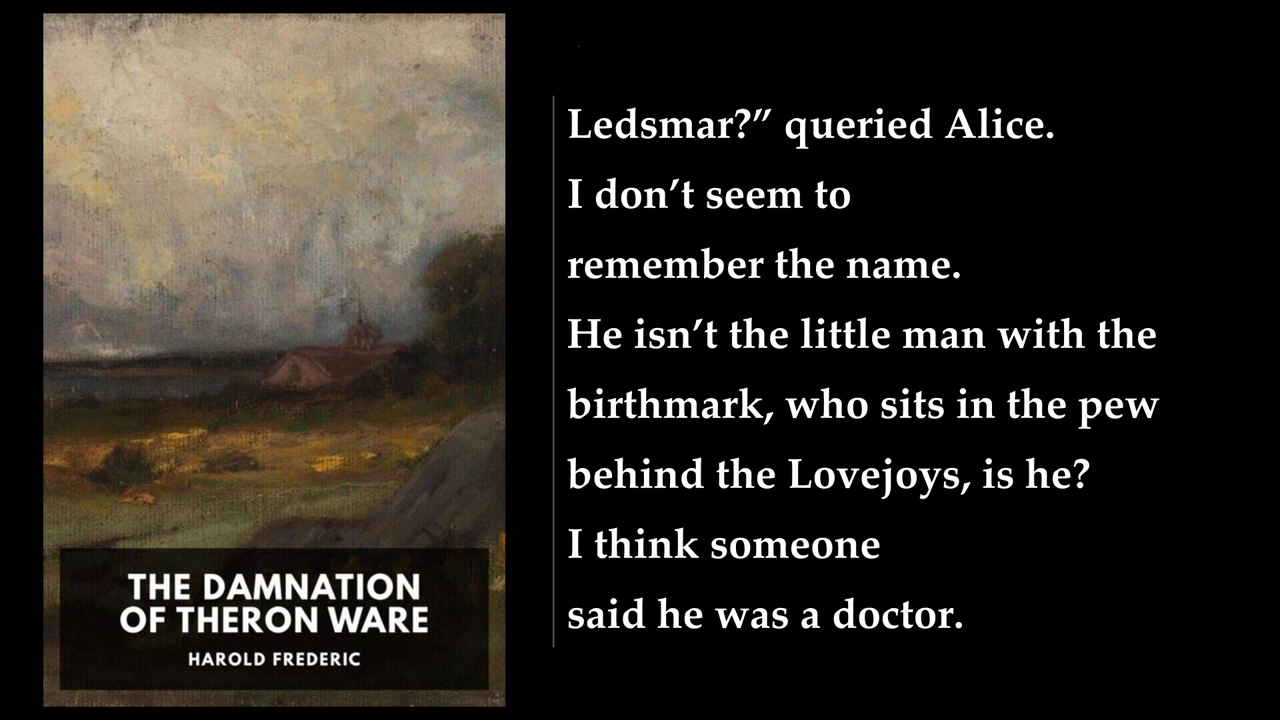 THE DAMNATION
OF THERON WARE
HAROLD FREDERIC
Ledsmar?” queried Alice.
I don’t seem to
remember the name.
He isn’t the little man with the
birthmark, who sits in the pew
behind the Lovejoys, is he?
I think someone
said he was a doctor.